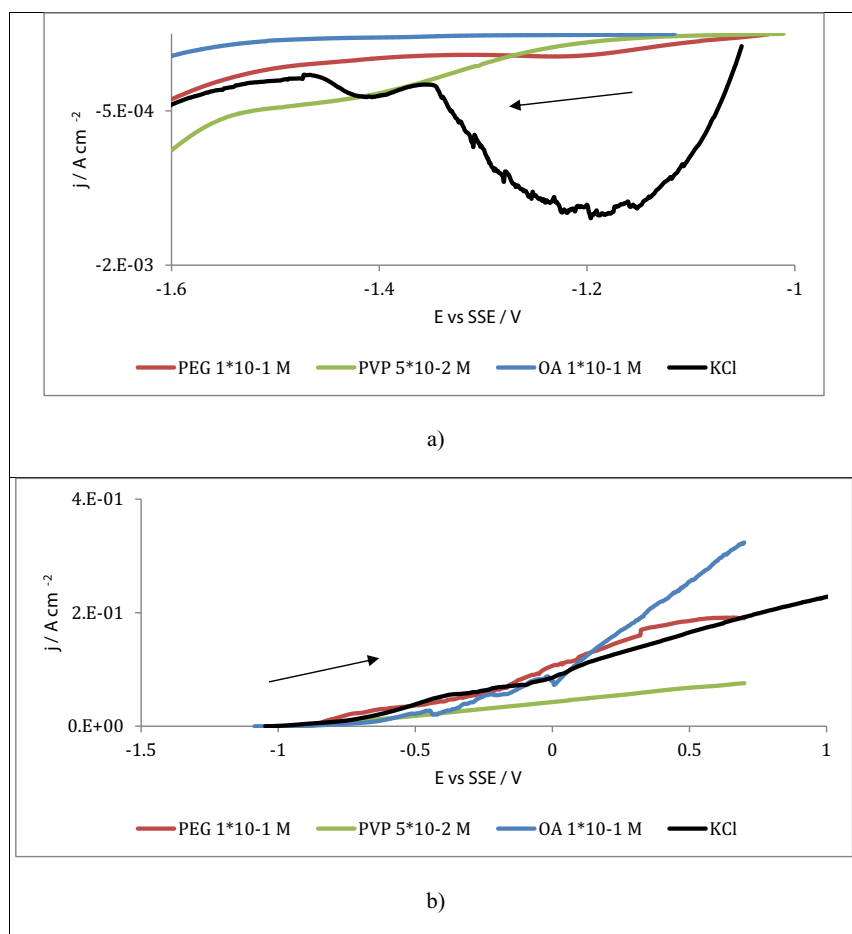 -5.E-04
j / A cm -2
-2.E-03
-1.6 -1.4 -1.2 -1
E vs SSE / V
PEG 1*10-1 M PVP 5*10-2 M OA 1*10-1 M KCl
a)
4.E-01
j / A cm -2
2.E-01
0.E+00
-1.5 -1 -0.5 0 0.5 1
E vs SSE / V
PEG 1*10-1 M PVP 5*10-2 M OA 1*10-1 M KCl
b)